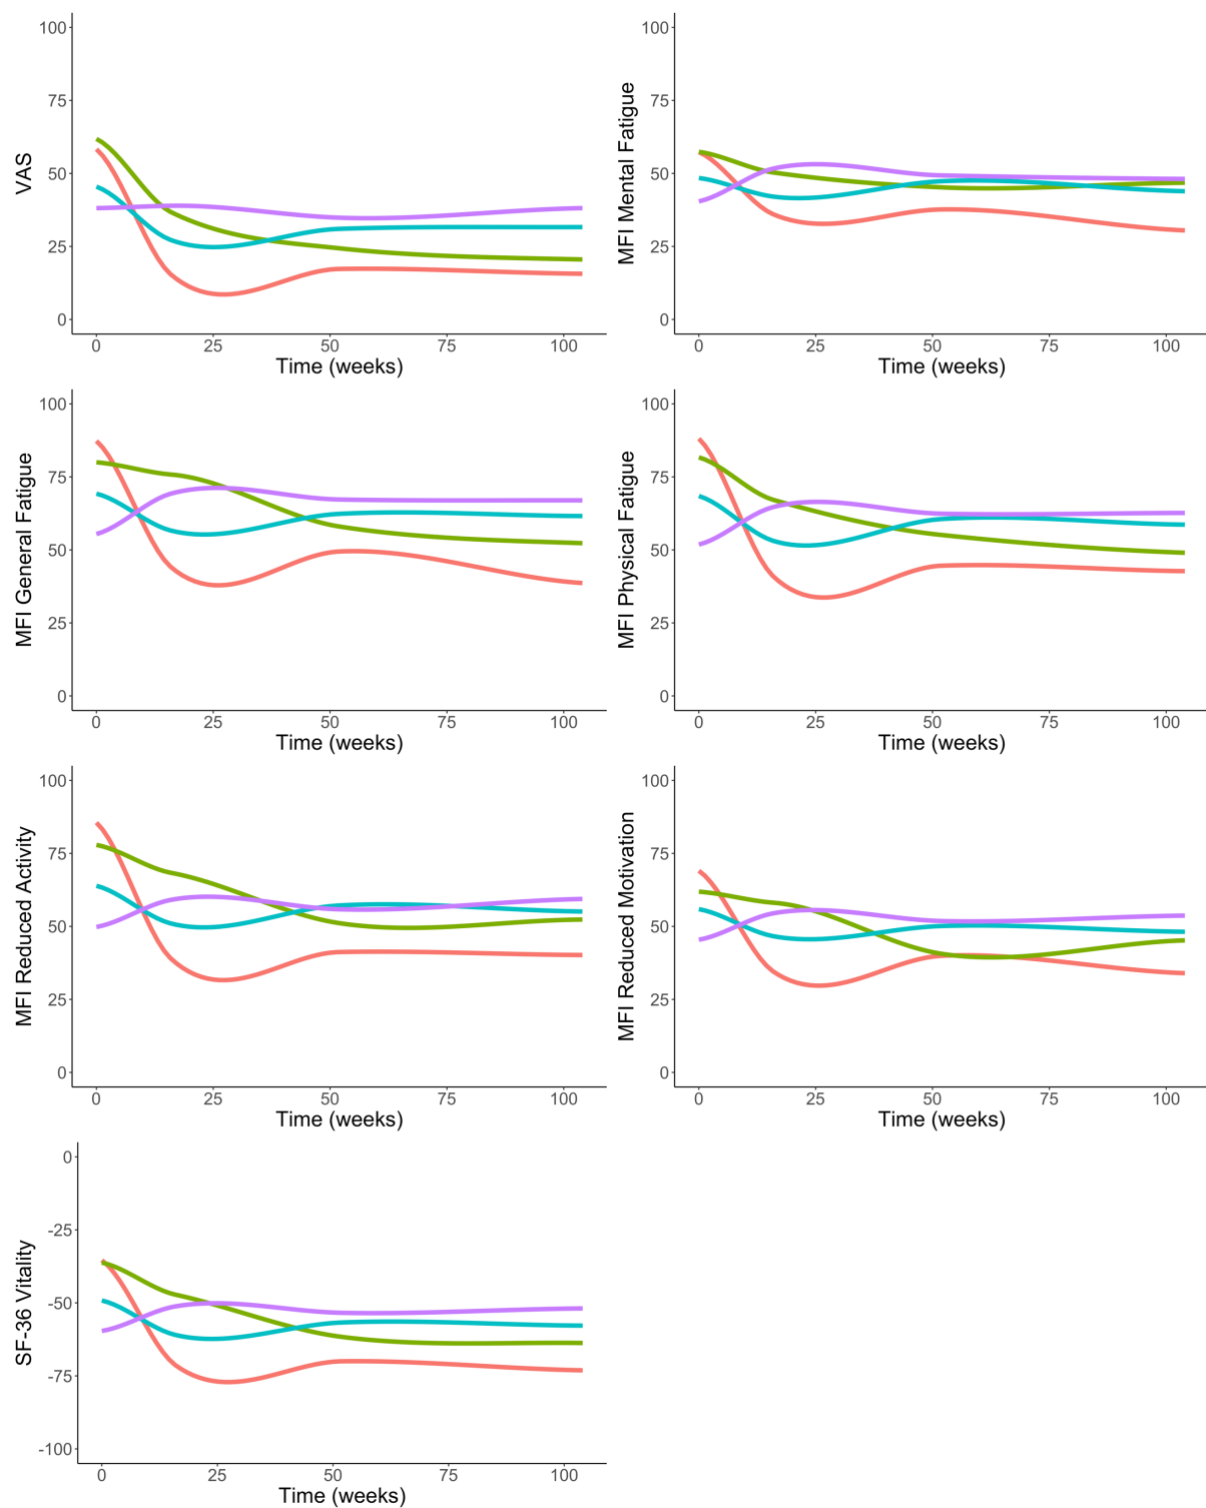 VAS
100
75
50
25
0
0 25 50 75 100
Time (weeks)
MFI Mental Fatigue
100
75
50
25
0
0 25 50 75 100
Time (weeks)
MFI General Fatigue
100
75
50
25
0
0 25 50 75 100
Time (weeks)
MFI Physical Fatigue
100
75
50
25
0
0 25 50 75 100
Time (weeks)
MFI Reduced Activity
100
75
50
25
0
0 25 50 75 100
Time (weeks)
MFI Reduced Motivation
100
75
50
25
0
0 25 50 75 100
Time (weeks)
SF-36 Vitality
0
-25
-50
-75
-100
0 25 50 75 100
Time (weeks)